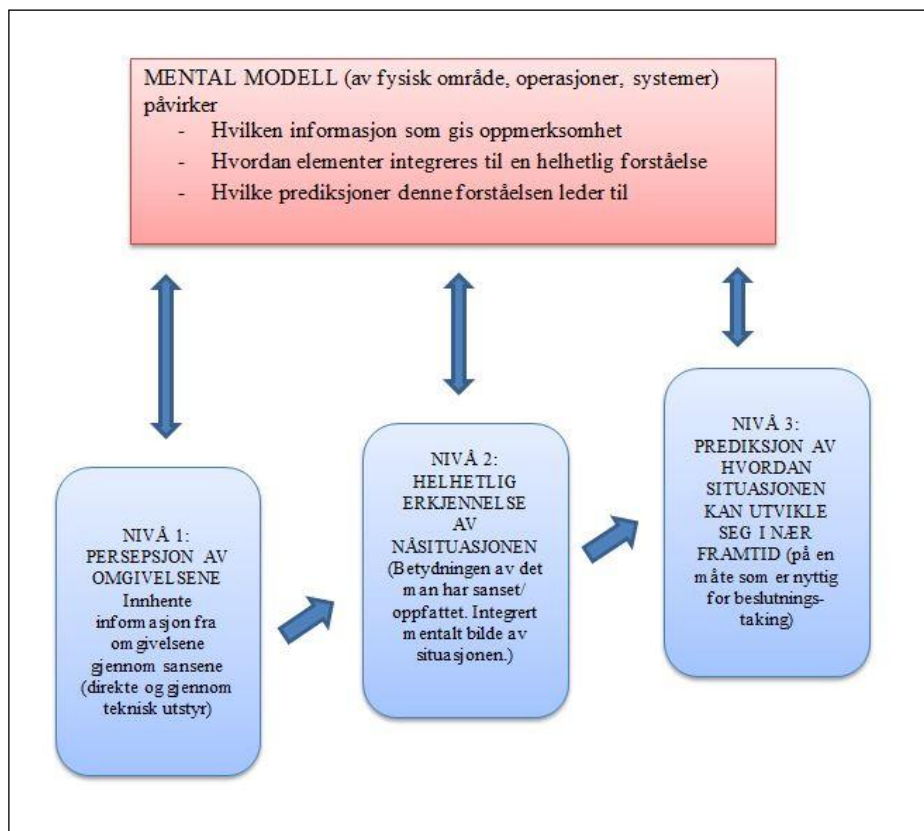 MENTAL MODELL (av fysisk område, operasjoner, systemer)
påvirker
- Hvilken informasjon som gis oppmerksomhet
- Hvordan elementer integreres til en helhetlig forståelse
- Hvilke prediksjoner denne forståelsen leder til
NIVÅ 1:
PERSEPSJON AV
OMGIVELSENE
Innhente
informasjon fra
omgivelsene
gjennom sansene
(direkte og gjennom
teknisk utstyr)
NIVÅ 2:
HELHETLIG
ERKJENNELSE
AV
NÅSITUASJONEN
(Betydningen av det
man har sanset/
oppfattet. Integrert
mentalt bilde av
situasjonen.)
NIVÅ 3:
PREDIKSJON AV
HVORDAN
SITUASJONEN
KAN UTVIKLE
SEG I NÆR
FRAMTID (på en
måte som er nyttig
for beslutnings-
taking)